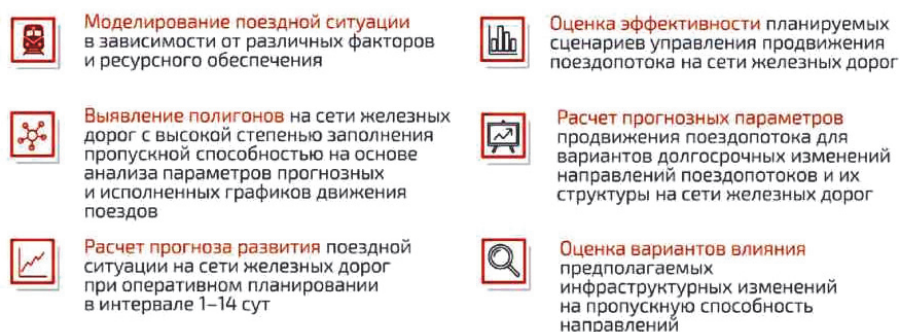 Моделирование поездной ситуации
в зависимости от различных факторов
и ресурсного обеспечения
Выявление полигонов на сети железных
дорог с высокой степенью заполнения
пропускной способностью на основе
анализа параметров прогнозных
и исполненных графиков движения
поездов
Расчет прогноза развития поездной
ситуации на сети железных дорог
при оперативном планировании
в интервале 1–14 сут
Оценка эффективности планируемых
сценариев управления продвижения
поездопотока на сети железных дорог
Расчет прогнозных параметров
продвижения поездопотока для
вариантов долгосрочных изменений
направлений поездопотоков и их
структуры на сети железных дорог
Оценка вариантов влияния
предполагаемых
инфраструктурных изменений
на пропускную способность
направлений